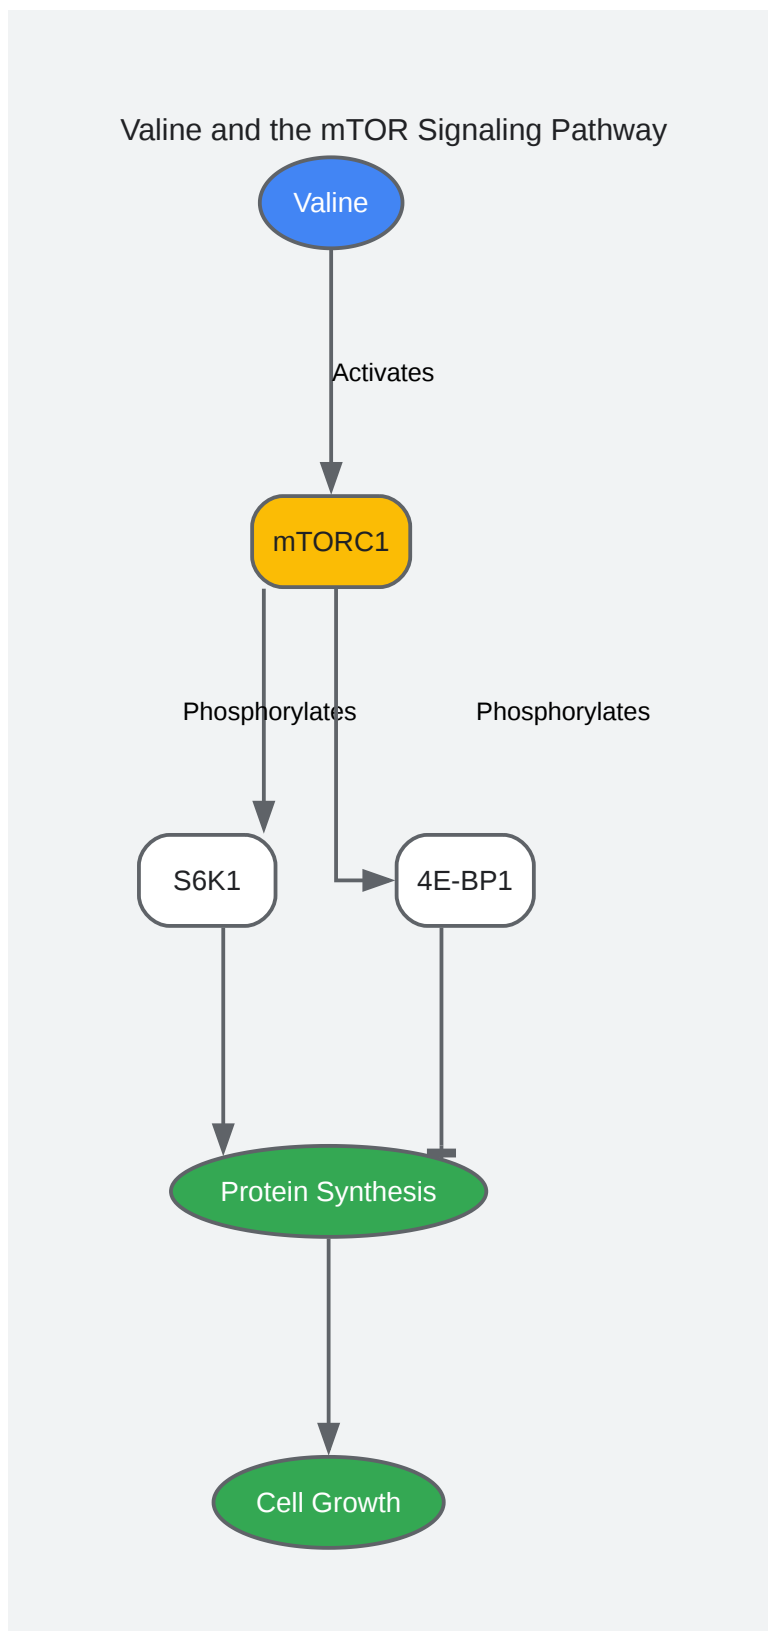 Valine and the mTOR Signaling Pathway
Valine
Activates
mTORC1
Phosphorylates
Phosphorylates
S6K1
4E-BP1
Protein Synthesis
Cell Growth